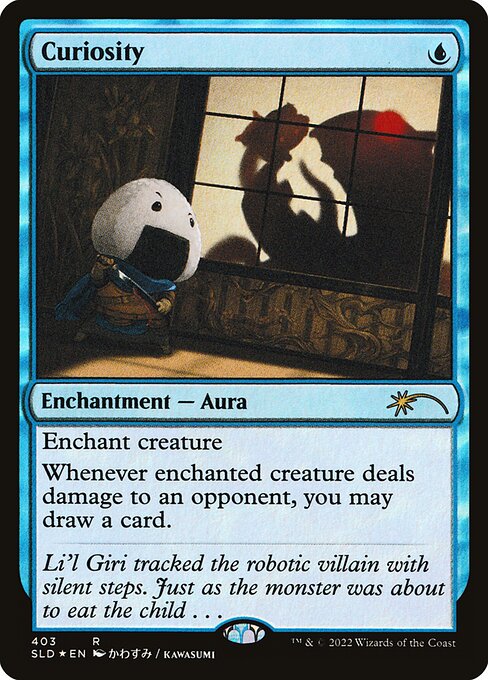 Curiosity
Enchantment — Aura
Enchant creature
Whenever enchanted creature deals
damage to an opponent, you may
draw a card.
Li’l Giri tracked the robotic villain with
silent steps. Just as the monster was about
to eat the child . . .
403 R
SLD ★ EN かわすみ / KAWASUMI
™ & © 2022 Wizards of the Coast